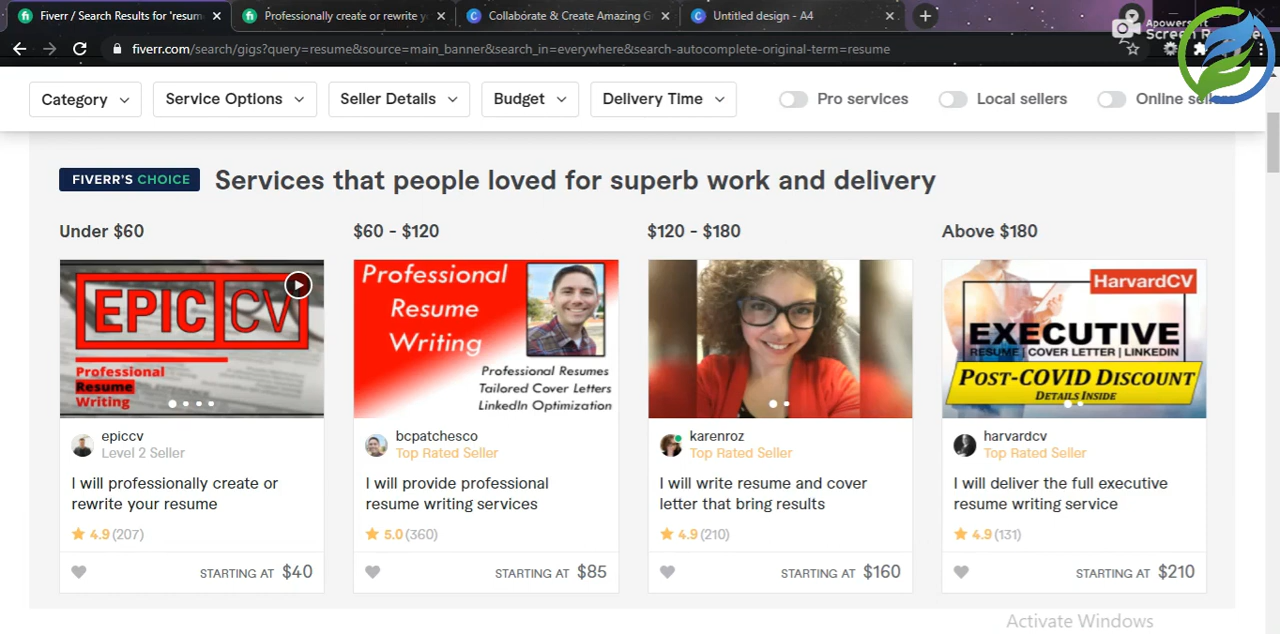 Fiverr / Search Results for 'resum
Professionally create or rewrite y
Collaborate & Create Amazing G
Untitled design - A4
Apowersoft
Screen Re
fiverr.com/search/gigs?query=resume&source=main_banner&search_in=everywhere&search-autocomplete-original-term=resume
Category
Service Options
Seller Details
Budget
Delivery Time
Pro services
Local sellers
Online sellers
FIVERR'S CHOICE
Services that people loved for superb work and delivery
Under $60
$60 - $120
$120 - $180
Above $180
EPIC CV
Professional
Resume
Writing
Professional
Resume
Writing
Professional Resumes
Tailored Cover Letters
LinkedIn Optimization
HarvardCV
EXECUTIVE
RESUME | COVER LETTER | LINKEDIN
POST-COVID DISCOUNT
DETAILS INSIDE
epiccv
Level 2 Seller
bcpatchesco
Top Rated Seller
karenroz
Top Rated Seller
harvardcv
Top Rated Seller
I will professionally create or
rewrite your resume
I will provide professional
resume writing services
I will write resume and cover
letter that bring results
I will deliver the full executive
resume writing service
4.9 (207)
5.0 (360)
4.9 (210)
4.9 (131)
STARTING AT $40
STARTING AT $85
STARTING AT $160
STARTING AT $210
Activate Windows